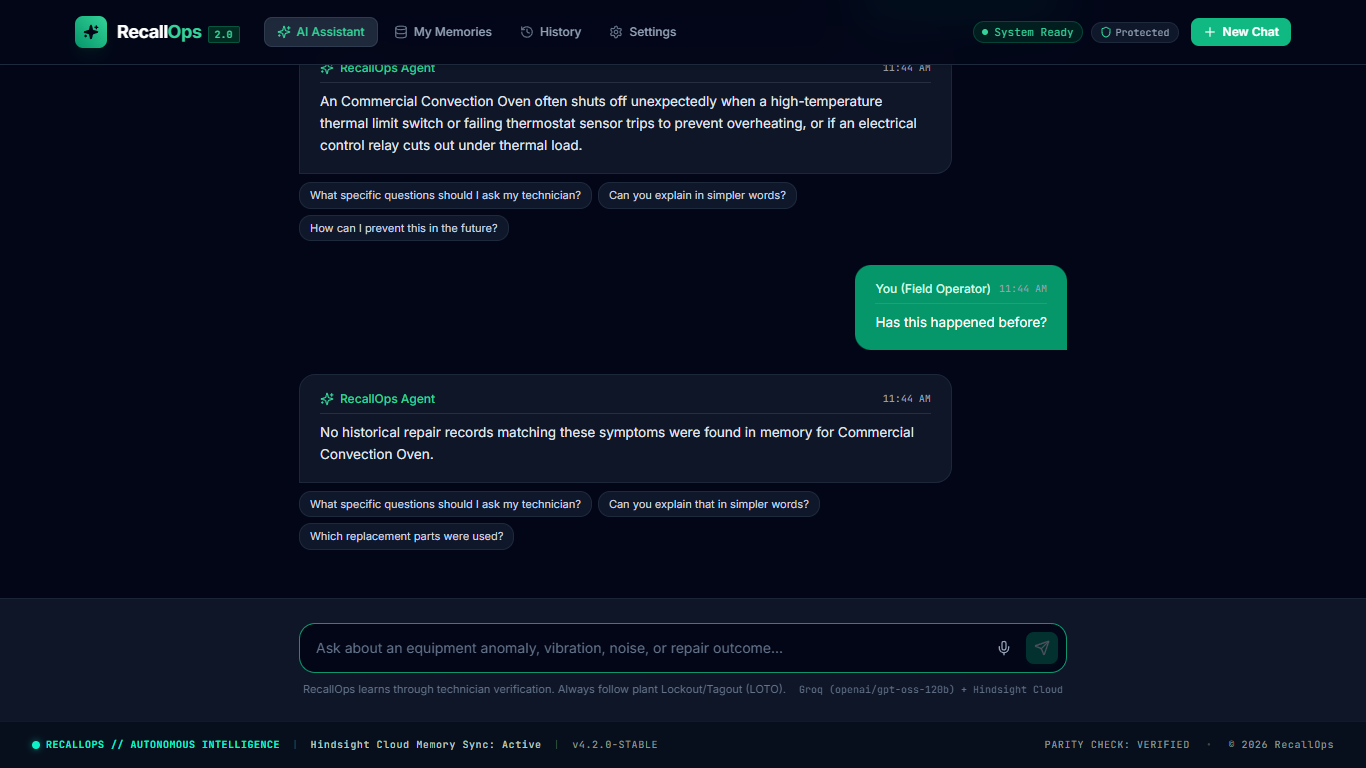 RecallOps 2.0
AI Assistant
My Memories
History
Settings
System Ready
Protected
New Chat
RecallOps Agent 11:44 AM
An Commercial Convection Oven often shuts off unexpectedly when a high-temperature
thermal limit switch or failing thermostat sensor trips to prevent overheating, or if an electrical
control relay cuts out under thermal load.
What specific questions should I ask my technician?
Can you explain in simpler words?
How can I prevent this in the future?
You (Field Operator) 11:44 AM
Has this happened before?
RecallOps Agent 11:44 AM
No historical repair records matching these symptoms were found in memory for Commercial
Convection Oven.
What specific questions should I ask my technician?
Can you explain that in simpler words?
Which replacement parts were used?
Ask about an equipment anomaly, vibration, noise, or repair outcome...
RecallOps learns through technician verification. Always follow plant Lockout/Tagout (LOTO). Groq (openai/gpt-oss-120b) + Hindsight Cloud
RECALLOPS // AUTONOMOUS INTELLIGENCE | Hindsight Cloud Memory Sync: Active | v4.2.0-STABLE
PARITY CHECK: VERIFIED · © 2026 RecallOps